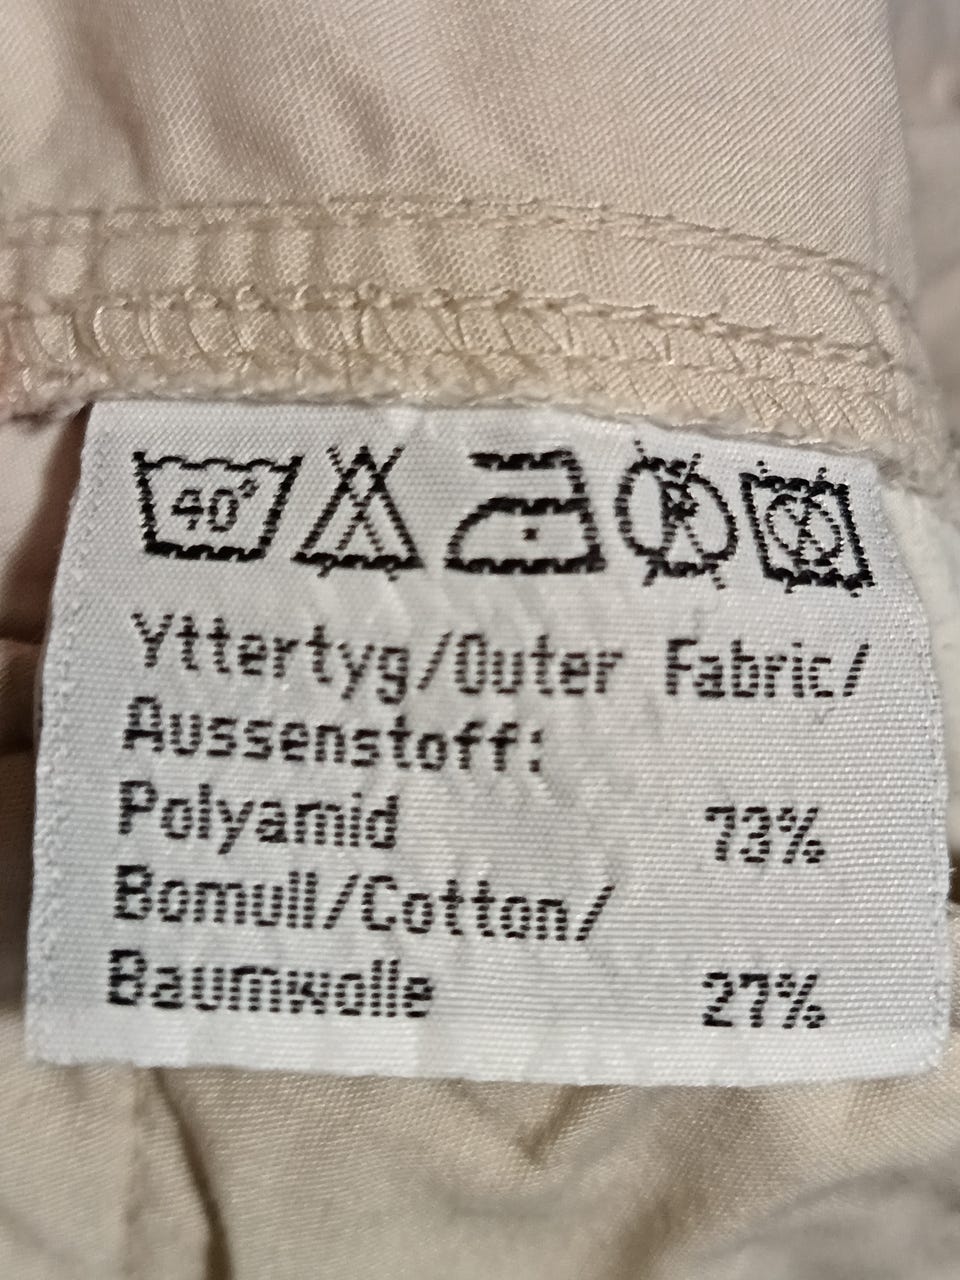 40°
Yttertyg/Outer Fabric/
Aussenstoff:
Polyamid 73%
Bomull/Cotton/
Baumwolle 27%